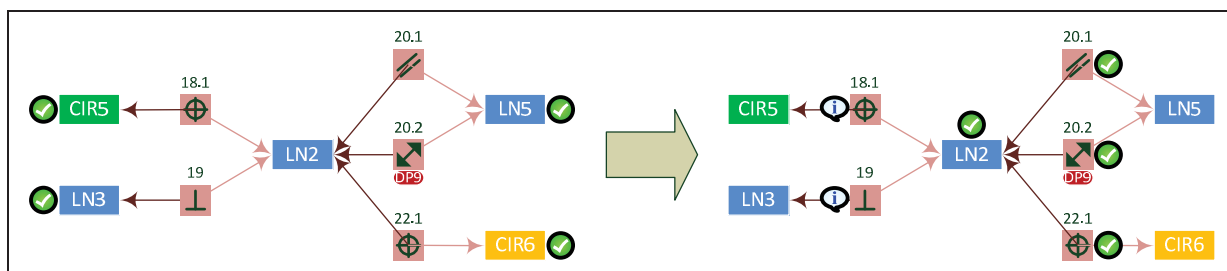 20.1
18.1
CIR5
LN5
20.2
LN2
DP9
19
LN3
22.1
CIR6
20.1
18.1
i
CIR5
LN5
20.2
LN2
DP9
19
i
LN3
22.1
CIR6